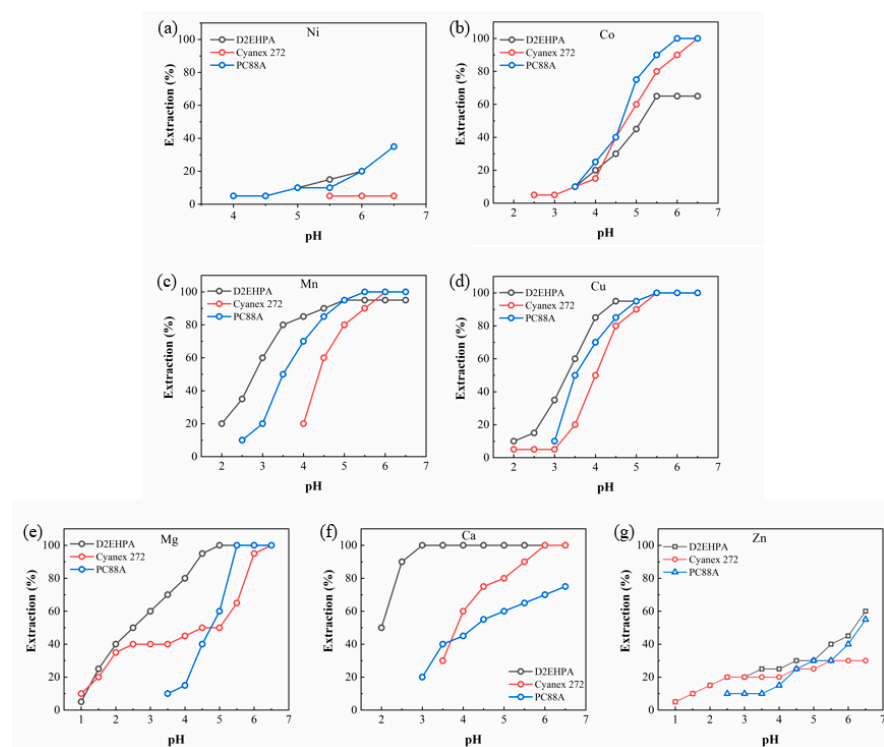 (a)
Ni
D2EHPA
Cyanex 272
PC88A
Extraction (%)
100
80
60
40
20
0
4
5
6
7
pH
(b)
Co
D2EHPA
Cyanex 272
PC88A
Extraction (%)
100
80
60
40
20
0
2
3
4
5
6
7
pH
(c)
Mn
D2EHPA
Cyanex 272
PC88A
Extraction (%)
100
80
60
40
20
0
2
3
4
5
6
7
pH
(d)
Cu
D2EHPA
Cyanex 272
PC88A
Extraction (%)
100
80
60
40
20
0
2
3
4
5
6
7
pH
(e)
Mg
D2EHPA
Cyanex 272
PC88A
Extraction (%)
100
80
60
40
20
0
1
2
3
4
5
6
7
pH
(f)
Ca
D2EHPA
Cyanex 272
PC88A
Extraction (%)
100
80
60
40
20
0
2
3
4
5
6
7
pH
(g)
Zn
D2EHPA
Cyanex 272
PC88A
Extraction (%)
100
80
60
40
20
0
1
2
3
4
5
6
7
pH